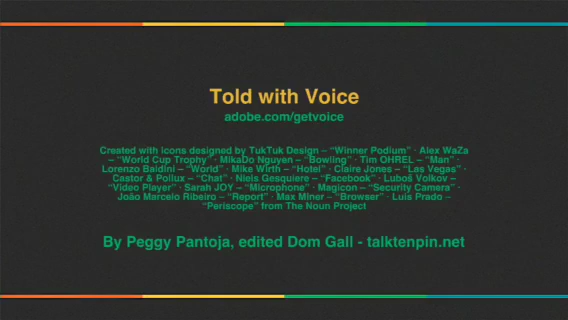 Told with Voice
adobe.com/getvoice
Created with icons designed by TukTuk Design – “Winner Podium” · Alex WaZa
– “World Cup Trophy” · MikaDo Nguyen – “Bowling” · Tim OHREL – “Man” ·
Lorenzo Baldini – “World” · Mike Wirth – “Hotel” · Claire Jones – “Las Vegas” ·
Castor & Pollux – “Chat” · Niels Gesquiere – “Facebook” · Luboš Volkov –
“Video Player” · Sarah JOY – “Microphone” · Magicon – “Security Camera” ·
João Marcelo Ribeiro – “Report” · Max Miner – “Browser” · Luis Prado –
“Periscope” from The Noun Project
By Peggy Pantoja, edited Dom Gall - talktenpin.net